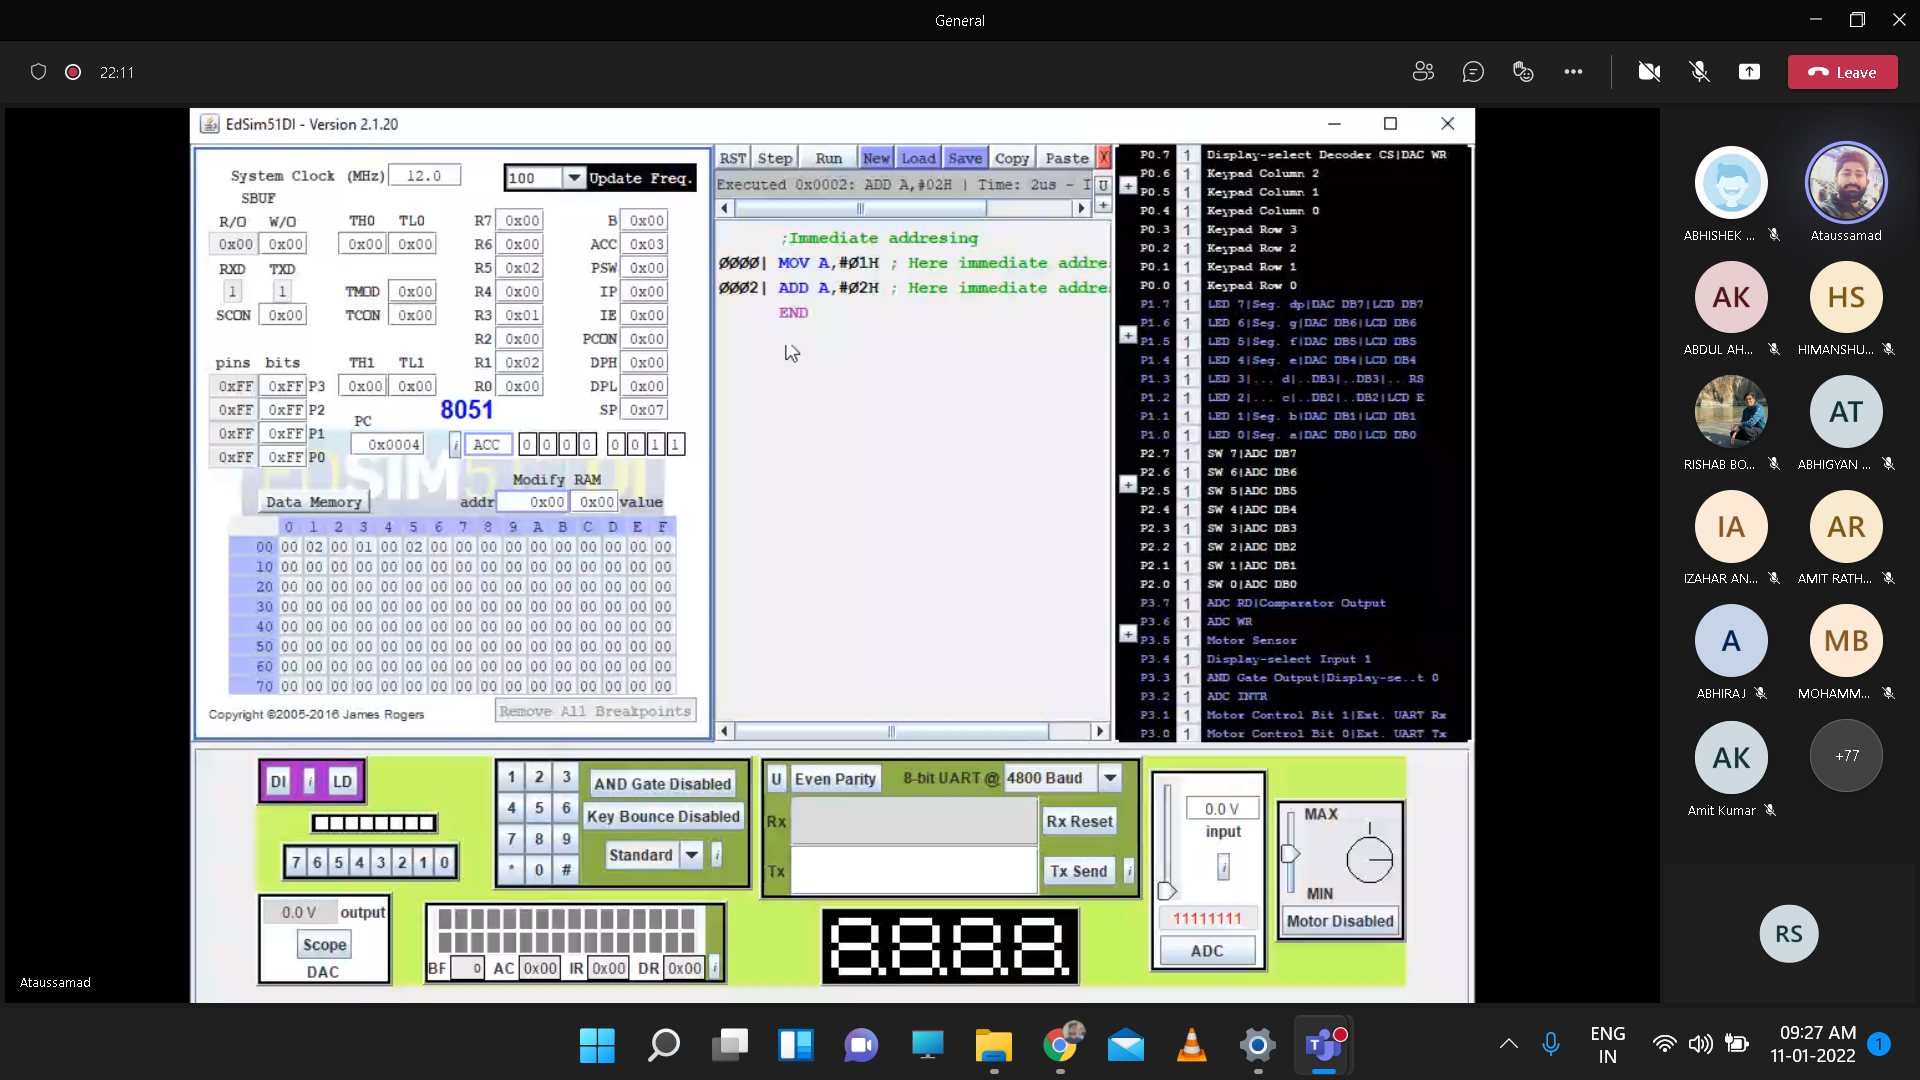 General
22:11
Leave
EdSim51DI - Version 2.1.20
System Clock (MHz) 12.0 100 Update Freq.
SBUF
R/O W/O TH0 TL0 R7 0x00 B 0x00
0x00 0x00 0x00 0x00 R6 0x00 ACC 0x03
RXD TXD R5 0x02 PSW 0x00
1 1 TMOD 0x00 R4 0x00 IP 0x00
SCON 0x00 TCON 0x00 R3 0x01 IE 0x00
R2 0x00 PCON 0x00
pins bits TH1 TL1 R1 0x02 DPH 0x00
0xFF 0xFF P3 0x00 0x00 R0 0x00 DPL 0x00
0xFF 0xFF P2 8051 SP 0x07
0xFF 0xFF P1 PC
0xFF 0xFF P0 0x0004 i ACC 0 0 0 0 0 0 1 1
Modify RAM
Data Memory addr 0x00 0x00 value
0 1 2 3 4 5 6 7 8 9 A B C D E F
00 00 02 00 01 00 02 00 00 00 00 00 00 00 00 00 00
10 00 00 00 00 00 00 00 00 00 00 00 00 00 00 00 00
20 00 00 00 00 00 00 00 00 00 00 00 00 00 00 00 00
30 00 00 00 00 00 00 00 00 00 00 00 00 00 00 00 00
40 00 00 00 00 00 00 00 00 00 00 00 00 00 00 00 00
50 00 00 00 00 00 00 00 00 00 00 00 00 00 00 00 00
60 00 00 00 00 00 00 00 00 00 00 00 00 00 00 00 00
70 00 00 00 00 00 00 00 00 00 00 00 00 00 00 00 00
Copyright ©2005-2016 James Rogers Remove All Breakpoints
RST Step Run New Load Save Copy Paste X
Executed 0x0002: ADD A,#02H | Time: 2us - I U
;Immediate addresing
0000| MOV A,#01H ; Here immediate addre
0002| ADD A,#02H ; Here immediate addre
END
P0.7 1 Display-select Decoder CS|DAC WR
P0.6 1 Keypad Column 2
P0.5 1 Keypad Column 1
P0.4 1 Keypad Column 0
P0.3 1 Keypad Row 3
P0.2 1 Keypad Row 2
P0.1 1 Keypad Row 1
P0.0 1 Keypad Row 0
P1.7 1 LED 7|Seg. dp|DAC DB7|LCD DB7
P1.6 1 LED 6|Seg. g|DAC DB6|LCD DB6
P1.5 1 LED 5|Seg. f|DAC DB5|LCD DB5
P1.4 1 LED 4|Seg. e|DAC DB4|LCD DB4
P1.3 1 LED 3|... d|..DB3|..DB3|.. RS
P1.2 1 LED 2|... c|..DB2|..DB2|LCD E
P1.1 1 LED 1|Seg. b|DAC DB1|LCD DB1
P1.0 1 LED 0|Seg. a|DAC DB0|LCD DB0
P2.7 1 SW 7|ADC DB7
P2.6 1 SW 6|ADC DB6
P2.5 1 SW 5|ADC DB5
P2.4 1 SW 4|ADC DB4
P2.3 1 SW 3|ADC DB3
P2.2 1 SW 2|ADC DB2
P2.1 1 SW 1|ADC DB1
P2.0 1 SW 0|ADC DB0
P3.7 1 ADC RD|Comparator Output
P3.6 1 ADC WR
P3.5 1 Motor Sensor
P3.4 1 Display-select Input 1
P3.3 1 AND Gate Output|Display-se..t 0
P3.2 1 ADC INTR
P3.1 1 Motor Control Bit 1|Ext. UART Rx
P3.0 1 Motor Control Bit 0|Ext. UART Tx
DI i LD
7 6 5 4 3 2 1 0
0.0 V output
Scope
DAC
1 2 3
4 5 6
7 8 9
* 0 #
AND Gate Disabled
Key Bounce Disabled
Standard i
BF 0 AC 0x00 IR 0x00 DR 0x00 i
U Even Parity 8-bit UART @ 4800 Baud
Rx Rx Reset
Tx Tx Send i
8.8.8.8.
0.0 V
input
i
11111111
ADC
MAX
MIN
Motor Disabled
ABHISHEK ... Ataussamad
AK HS
ABDUL AH... HIMANSHU...
AT
RISHAB BO... ABHIGYAN ...
IA AR
IZAHAR AN... AMIT RATH...
A MB
ABHIRAJ MOHAMM...
AK +77
Amit Kumar
RS
Ataussamad
ENG
IN
09:27 AM
11-01-2022
1